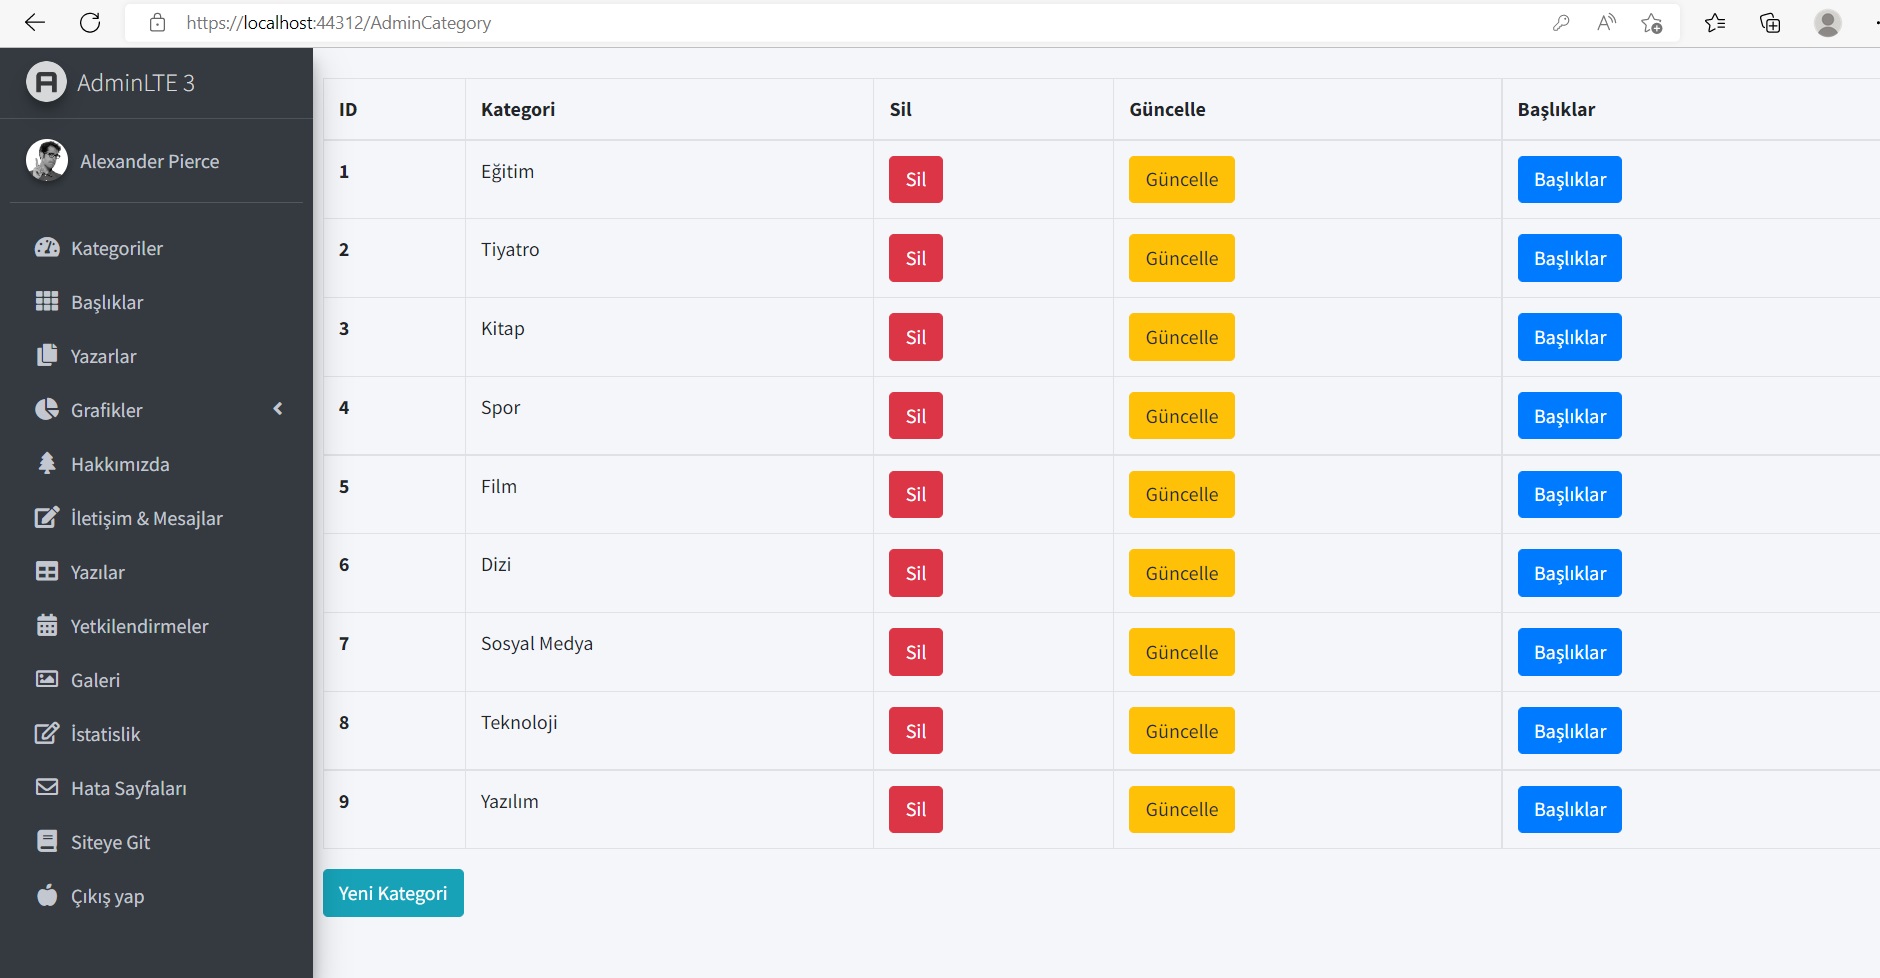 https://localhost:44312/AdminCategory
AdminLTE 3
Alexander Pierce
Kategoriler
Başlıklar
Yazarlar
Grafikler
Hakkımızda
İletişim & Mesajlar
Yazılar
Yetkilendirmeler
Galeri
İstatislik
Hata Sayfaları
Siteye Git
Çıkış yap
ID Kategori Sil Güncelle Başlıklar
1 Eğitim Sil Güncelle Başlıklar
2 Tiyatro Sil Güncelle Başlıklar
3 Kitap Sil Güncelle Başlıklar
4 Spor Sil Güncelle Başlıklar
5 Film Sil Güncelle Başlıklar
6 Dizi Sil Güncelle Başlıklar
7 Sosyal Medya Sil Güncelle Başlıklar
8 Teknoloji Sil Güncelle Başlıklar
9 Yazılım Sil Güncelle Başlıklar
Yeni Kategori